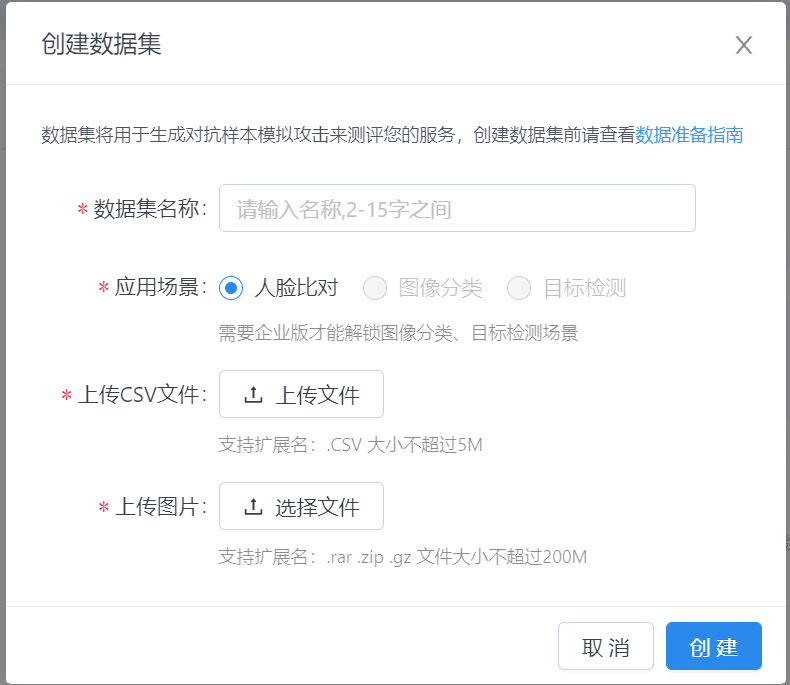 创建数据集
数据集将用于生成对抗样本模拟攻击来测评您的服务，创建数据集前请查看数据准备指南
* 数据集名称： 请输入名称,2-15字之间
* 应用场景： 人脸比对 图像分类 目标检测
需要企业版才能解锁图像分类、目标检测场景
* 上传CSV文件： 上传文件
支持扩展名：.CSV 大小不超过5M
* 上传图片： 选择文件
支持扩展名：.rar .zip .gz 文件大小不超过200M
取 消 创 建